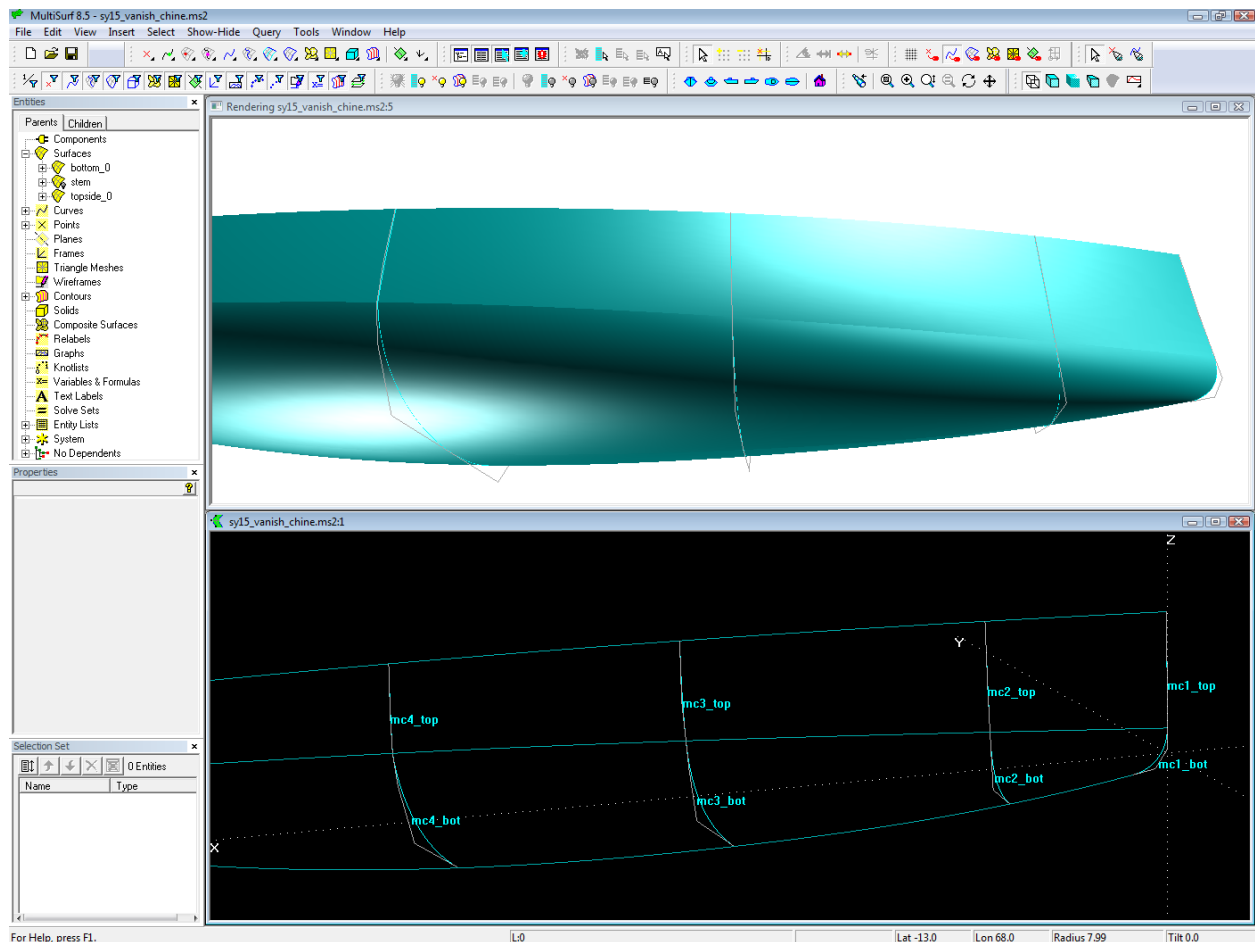 MultiSurf 8.5 - sy15_vanish_chine.ms2
File Edit View Insert Select Show-Hide Query Tools Window Help
Entities
Parents Children
Components
Surfaces
bottom_0
stem
topside_0
Curves
Points
Planes
Frames
Triangle Meshes
Wireframes
Contours
Solids
Composite Surfaces
Relabels
Graphs
Knotlists
Variables & Formulas
Text Labels
Solve Sets
Entity Lists
System
No Dependents
Properties
Selection Set
0 Entities
Name Type
Rendering sy15_vanish_chine.ms2:5
sy15_vanish_chine.ms2:1
Z
Y
mc1_top
mc2_top
mc3_top
mc4_top
mc1_bot
mc2_bot
mc3_bot
mc4_bot
X
For Help, press F1. L:0 Lat -13.0 Lon 68.0 Radius 7.99 Tilt 0.0